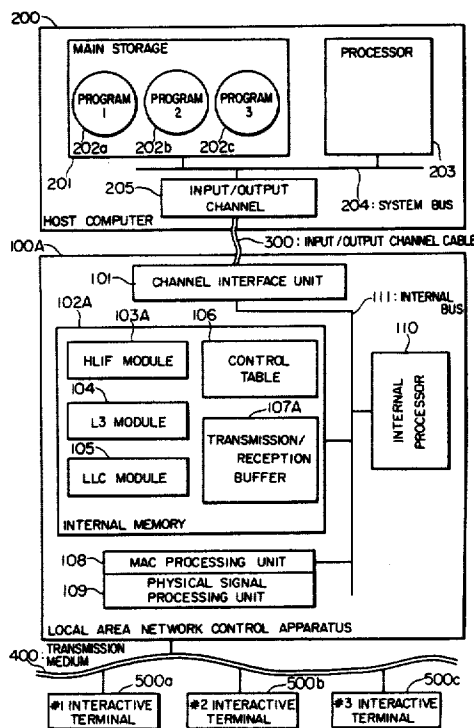 200
MAIN STORAGE
PROCESSOR
PROGRAM
1
PROGRAM
2
PROGRAM
3
202a
202b
202c
201
203
205
204: SYSTEM BUS
INPUT/OUTPUT
CHANNEL
HOST COMPUTER
300: INPUT/OUTPUT CHANNEL CABLE
100A
101
CHANNEL INTERFACE UNIT
111: INTERNAL
BUS
102A
103A
106
110
HLIF MODULE
CONTROL
TABLE
INTERNAL
PROCESSOR
104
107A
L3 MODULE
TRANSMISSION/
RECEPTION
BUFFER
105
LLC MODULE
INTERNAL MEMORY
108
MAC PROCESSING UNIT
109
PHYSICAL SIGNAL
PROCESSING UNIT
LOCAL AREA NETWORK CONTROL APPARATUS
400: TRANSMISSION
MEDIUM
500a
500b
500c
#1 INTERACTIVE
TERMINAL
#2 INTERACTIVE
TERMINAL
#3 INTERACTIVE
TERMINAL